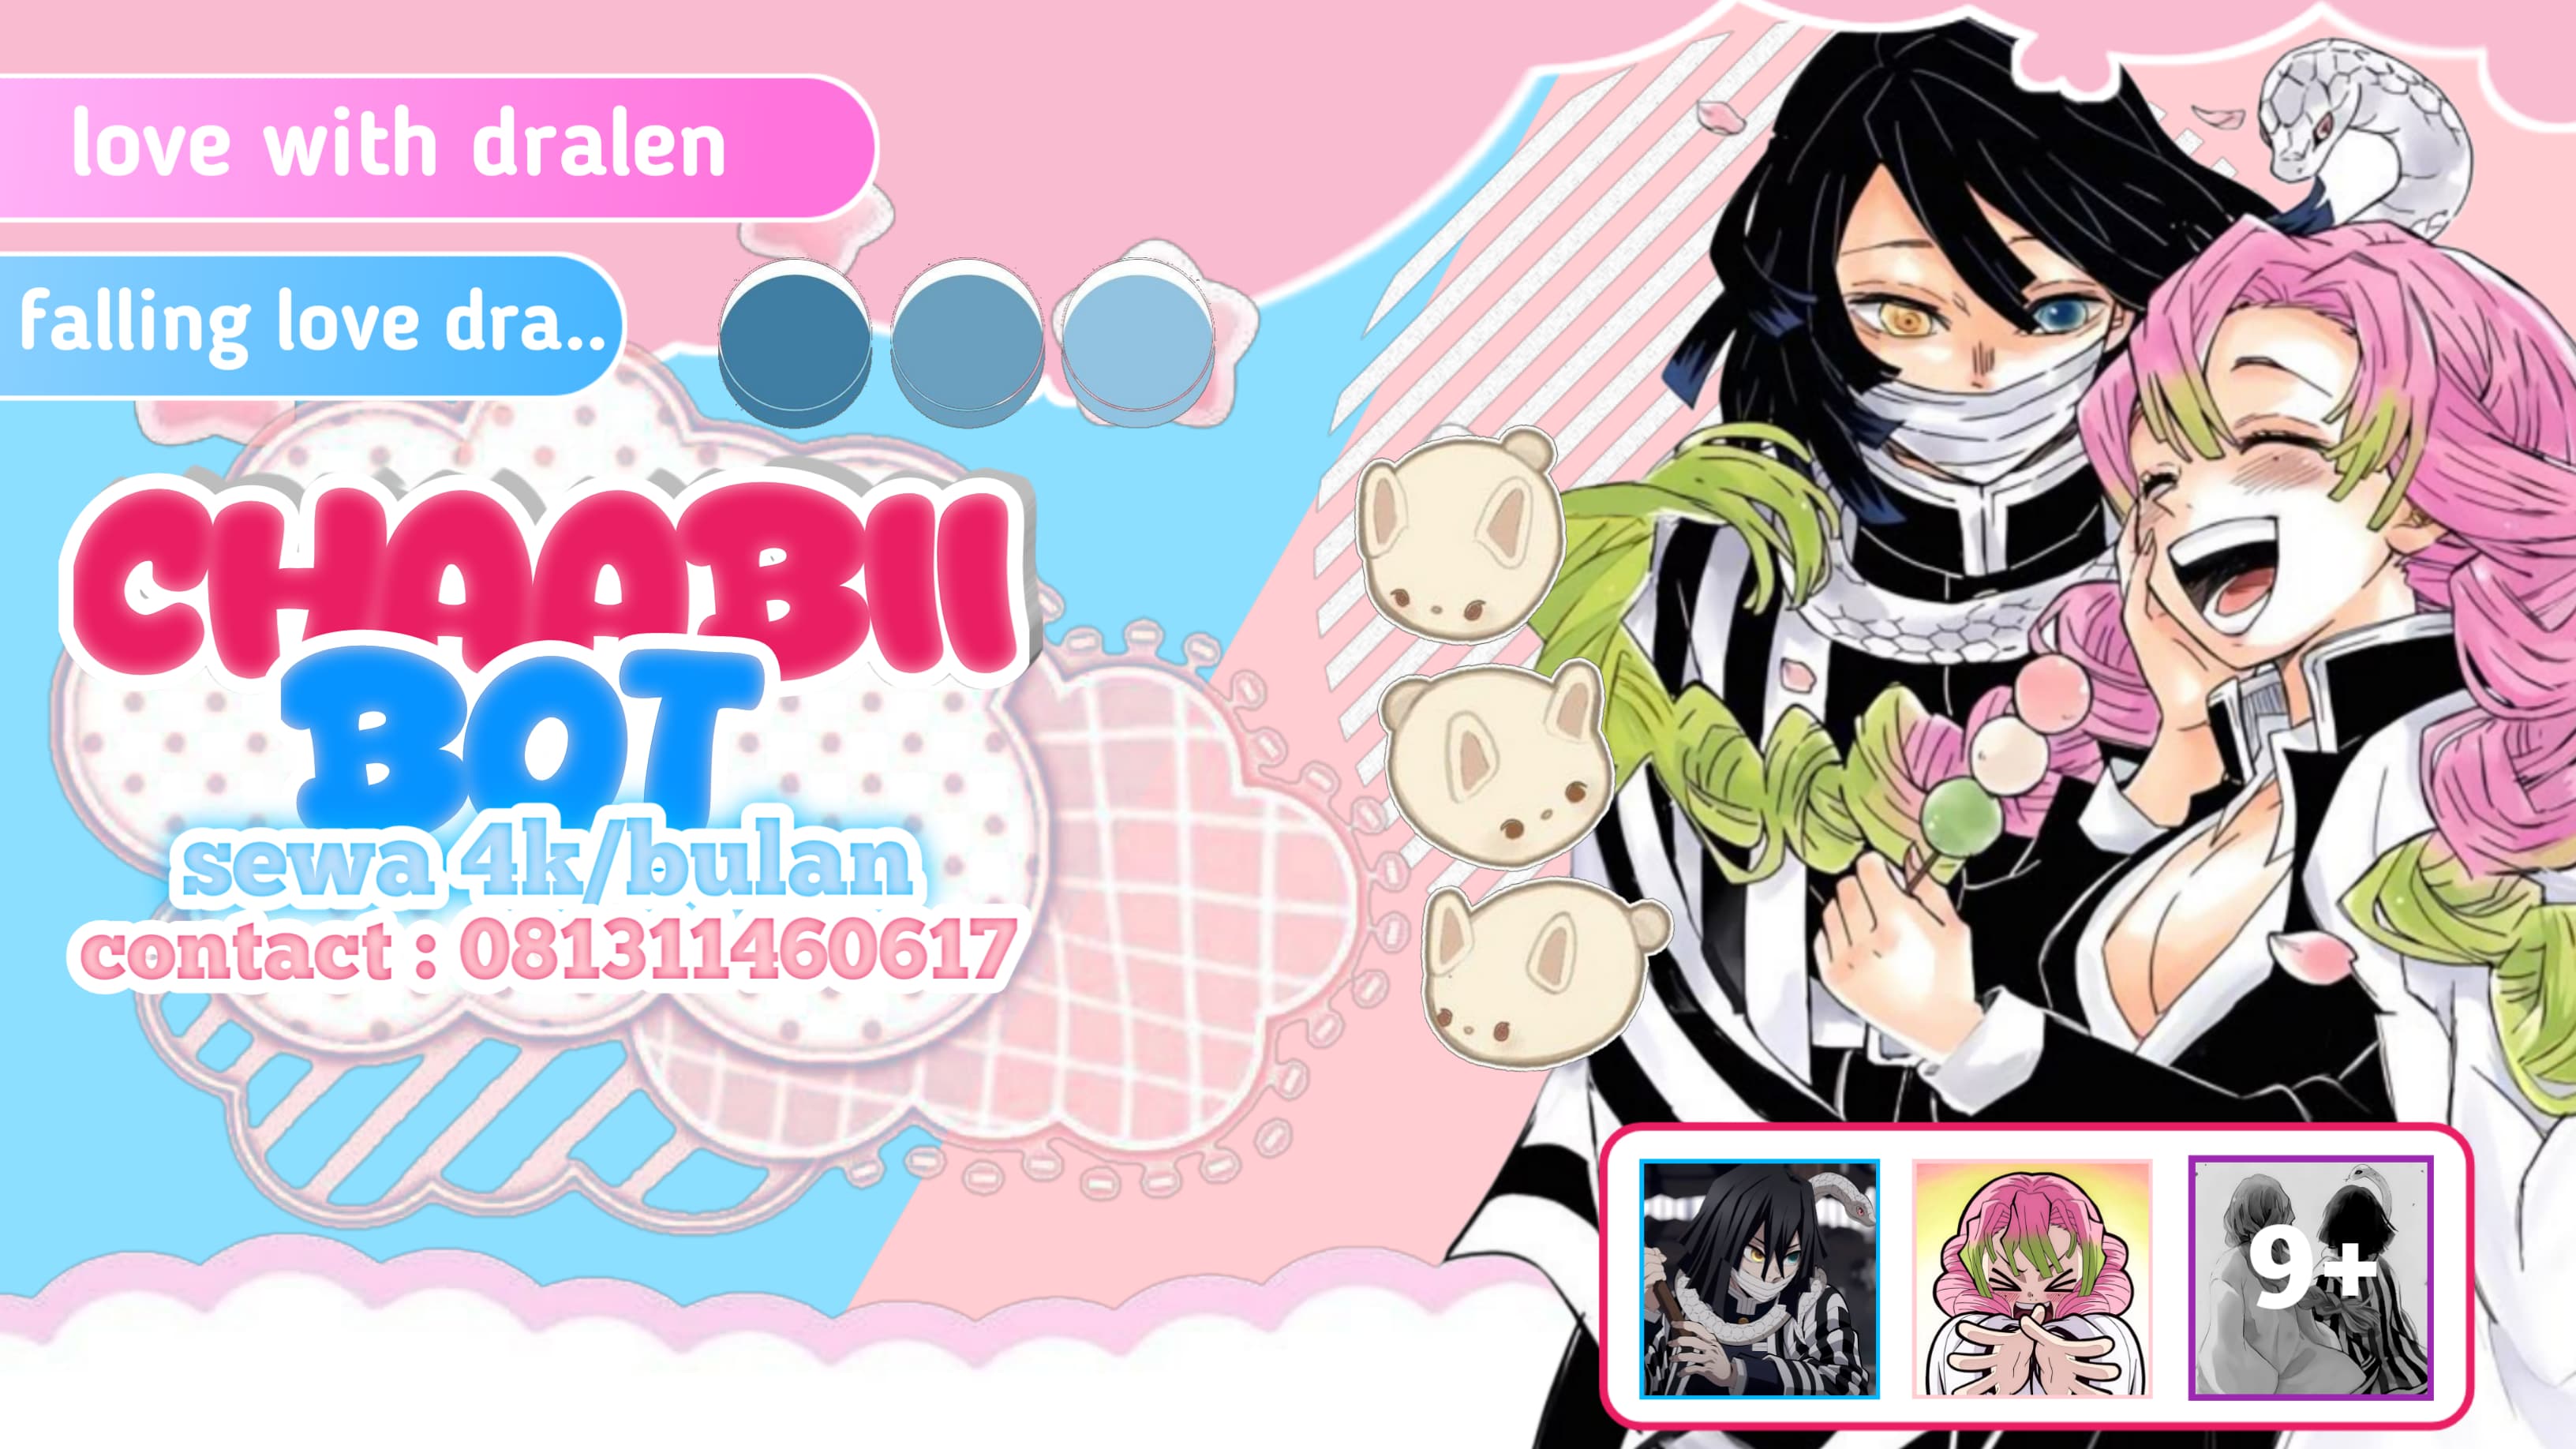 love with dralen
falling love dra..
CHAABII
BOT
sewa 4k/bulan
contact : 081311460617
9+